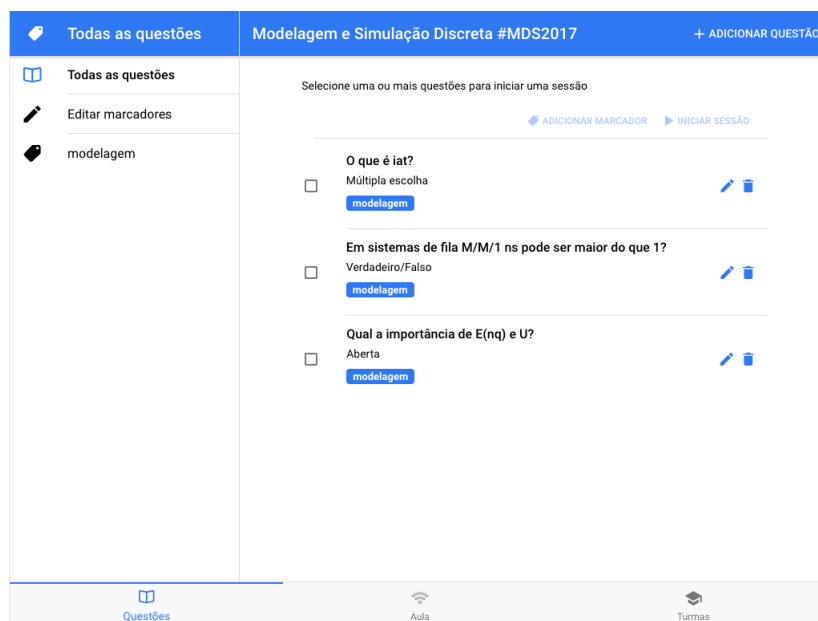 Todas as questões
Modelagem e Simulação Discreta #MDS2017
+ ADICIONAR QUESTÃO
Todas as questões
Editar marcadores
modelagem
Selecione uma ou mais questões para iniciar uma sessão
ADICIONAR MARCADOR
INICIAR SESSÃO
O que é iat?
Múltipla escolha
modelagem
Em sistemas de fila M/M/1 ns pode ser maior do que 1?
Verdadeiro/Falso
modelagem
Qual a importância de E(nq) e U?
Aberta
modelagem
Questões
Aula
Turmas